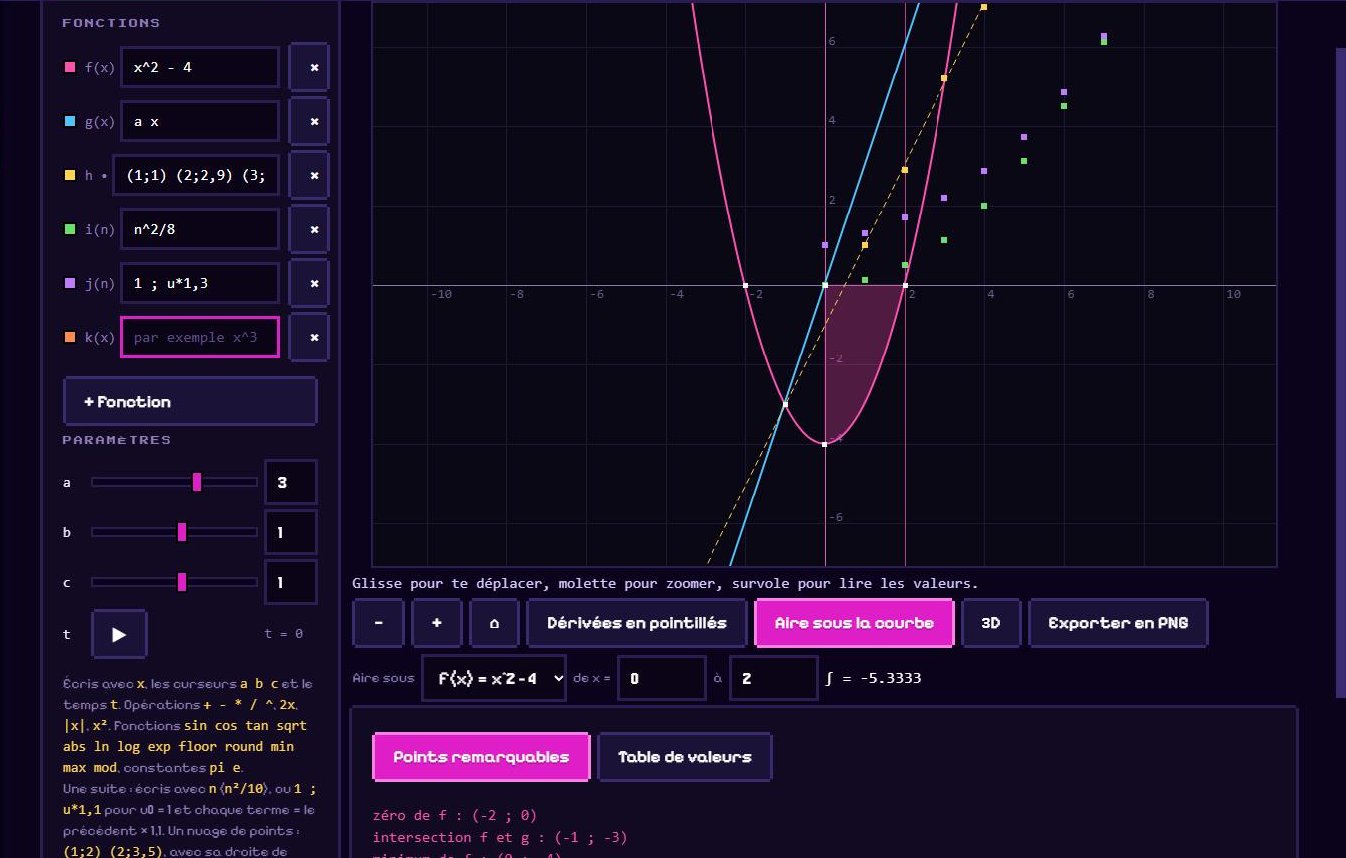 FONCTIONS
f(x) x^2 - 4 ×
g(x) a x ×
h • (1;1) (2;2,9) (3; ×
i(n) n^2/8 ×
j(n) 1 ; u*1,3 ×
k(x) par exemple x^3 ×
+ Fonction
PARAMÈTRES
a 3
b 1
c 1
t t = 0
Écris avec x, les curseurs a b c et le
temps t. Opérations + - * / ^, 2x,
|x|, x². Fonctions sin cos tan sqrt
abs ln log exp floor round min
max mod, constantes pi e.
Une suite : écris avec n (n²/10), ou 1 ;
u*1,1 pour u0 = 1 et chaque terme = le
précédent × 1,1. Un nuage de points :
(1;2) (2;3,5), avec sa droite de
6
4
2
-10 -8 -6 -4 -2 2 4 6 8 10
-2
-4
-6
Glisse pour te déplacer, molette pour zoomer, survole pour lire les valeurs.
- + ⌂ Dérivées en pointillés Aire sous la courbe 3D Exporter en PNG
Aire sous F(x) = x^2-4 de x = 0 à 2 ∫ = -5.3333
Points remarquables Table de valeurs
zéro de f : (-2 ; 0)
intersection f et g : (-1 ; -3)
minimum de f : (0 ; -4)